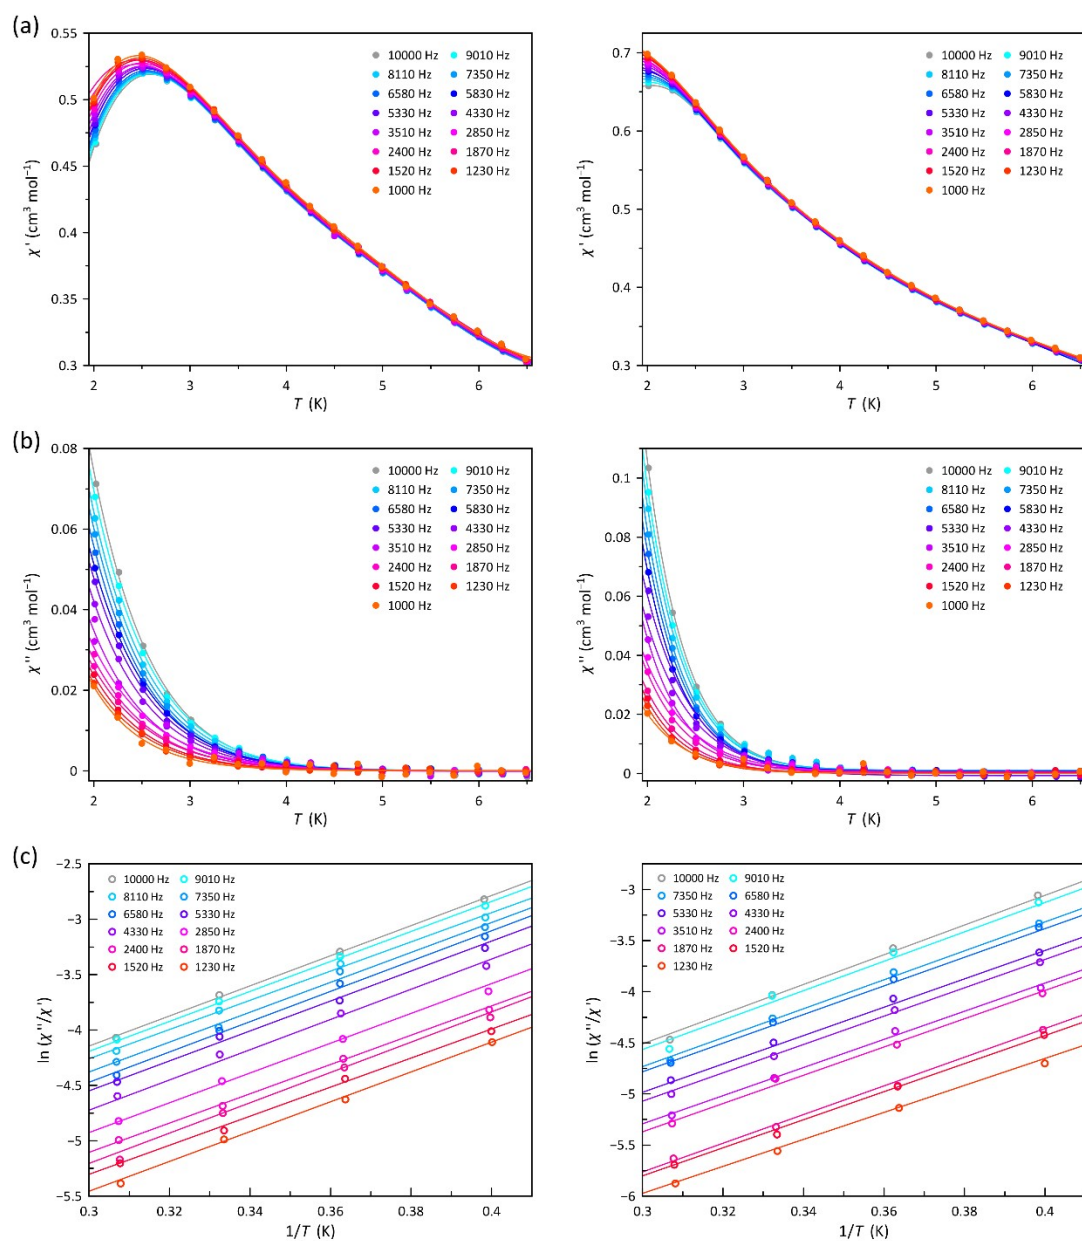 (a)
0.55
0.5
0.45
0.4
0.35
0.3
χ' (cm³ mol⁻¹)
10000 Hz 9010 Hz
8110 Hz 7350 Hz
6580 Hz 5830 Hz
5330 Hz 4330 Hz
3510 Hz 2850 Hz
2400 Hz 1870 Hz
1520 Hz 1230 Hz
1000 Hz
2 3 4 5 6
T (K)
0.7
0.6
0.5
0.4
0.3
χ' (cm³ mol⁻¹)
10000 Hz 9010 Hz
8110 Hz 7350 Hz
6580 Hz 5830 Hz
5330 Hz 4330 Hz
3510 Hz 2850 Hz
2400 Hz 1870 Hz
1520 Hz 1230 Hz
1000 Hz
2 3 4 5 6
T (K)
(b)
0.08
0.06
0.04
0.02
0
χ'' (cm³ mol⁻¹)
10000 Hz 9010 Hz
8110 Hz 7350 Hz
6580 Hz 5830 Hz
5330 Hz 4330 Hz
3510 Hz 2850 Hz
2400 Hz 1870 Hz
1520 Hz 1230 Hz
1000 Hz
2 3 4 5 6
T (K)
0.1
0.08
0.06
0.04
0.02
0
χ'' (cm³ mol⁻¹)
10000 Hz 9010 Hz
8110 Hz 7350 Hz
6580 Hz 5830 Hz
5330 Hz 4330 Hz
3510 Hz 2850 Hz
2400 Hz 1870 Hz
1520 Hz 1230 Hz
1000 Hz
2 3 4 5 6
T (K)
(c)
−2.5
−3
−3.5
−4
−4.5
−5
−5.5
ln (χ''/χ')
10000 Hz 9010 Hz
8110 Hz 7350 Hz
6580 Hz 5330 Hz
4330 Hz 2850 Hz
2400 Hz 1870 Hz
1520 Hz 1230 Hz
0.3 0.32 0.34 0.36 0.38 0.4
1/T (K)
−3
−3.5
−4
−4.5
−5
−5.5
−6
ln (χ''/χ')
10000 Hz 9010 Hz
7350 Hz 6580 Hz
5330 Hz 4330 Hz
3510 Hz 2400 Hz
1870 Hz 1520 Hz
1230 Hz
0.3 0.32 0.34 0.36 0.38 0.4
1/T (K)